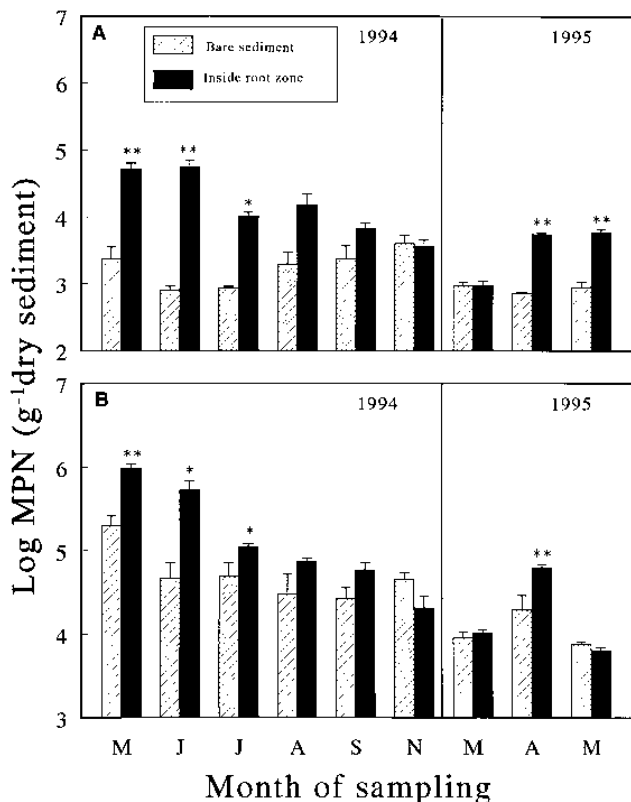 7
A
1994
1995
Bare sediment
Inside root zone
6
5
** ** * ** **
4
3
2
7
B
1994
1995
6
** * * **
5
4
3
M J J A S N M A M
Month of sampling
Log MPN (g⁻¹dry sediment)